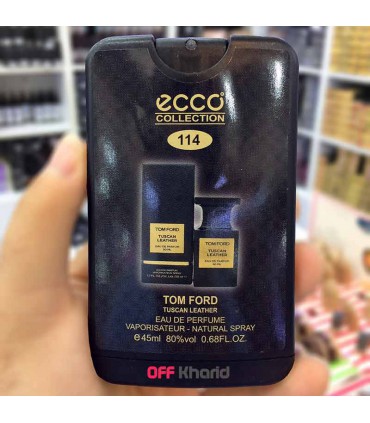 ecco
COLLECTION
114
TOM FORD
TUSCAN
LEATHER
TOM FORD
TUSCAN
LEATHER
TOM FORD
TUSCAN LEATHER
EAU DE PERFUME
VAPORISATEUR - NATURAL SPRAY
e45ml 80%vol 0.68FL.OZ.
OFF Kharid